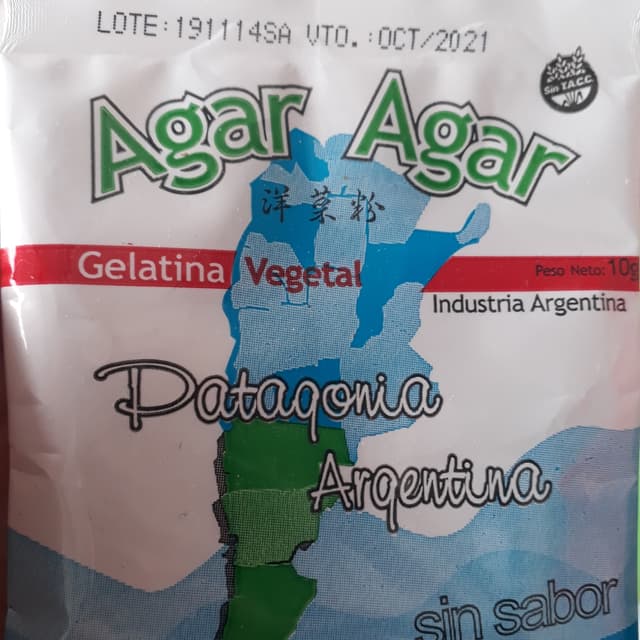 LOTE:191114SA VTO.:OCT/2021
Sin T.A.C.C.
Agar Agar
洋菜粉
Gelatina Vegetal
Peso Neto: 10g
Industria Argentina
Patagonia
Argentina
sin sabor